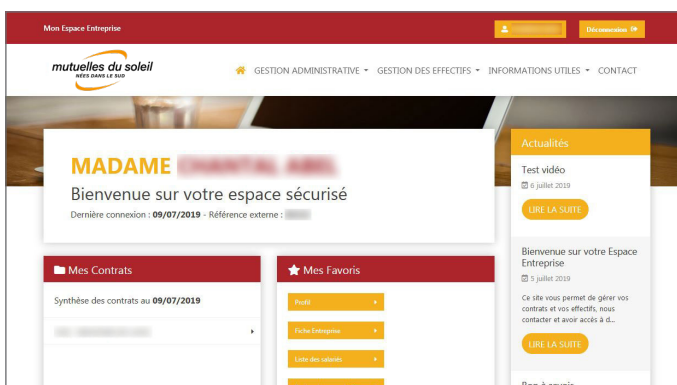 Mon Espace Entreprise
Déconnexion
mutuelles du soleil
NÉES DANS LE SUD
GESTION ADMINISTRATIVE GESTION DES EFFECTIFS INFORMATIONS UTILES CONTACT
MADAME
Bienvenue sur votre espace sécurisé
Dernière connexion : 09/07/2019 - Référence externe :
Mes Contrats
Synthèse des contrats au 09/07/2019
Mes Favoris
Profil
Fiche Entreprise
Liste des salariés
Actualités
Test vidéo
6 juillet 2019
LIRE LA SUITE
Bienvenue sur votre Espace
Entreprise
5 juillet 2019
Ce site vous permet de gérer vos
contrats et vos effectifs, nous
contacter et avoir accès à d...
LIRE LA SUITE
Bon à savoir